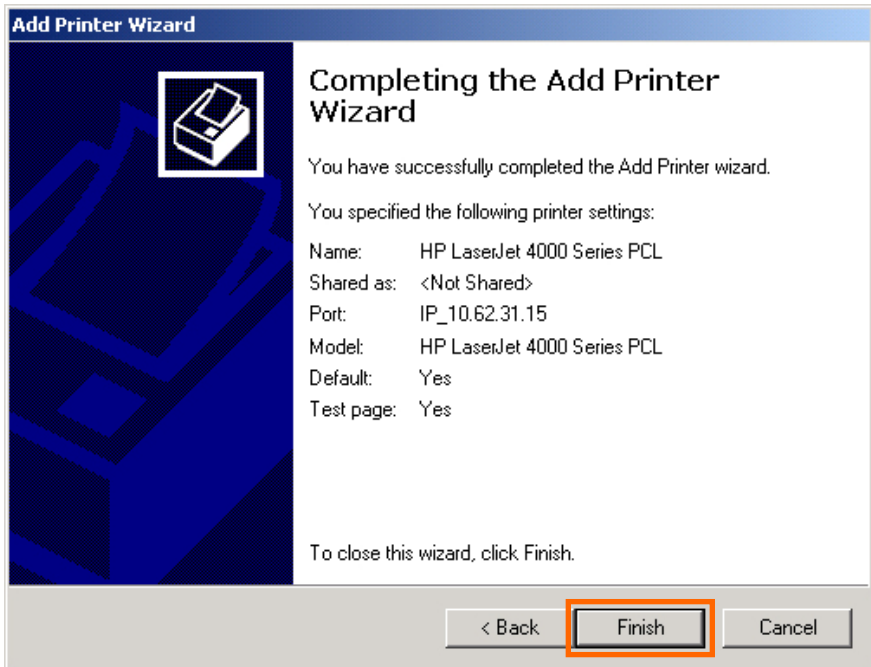 Add Printer Wizard
Completing the Add Printer
Wizard
You have successfully completed the Add Printer wizard.
You specified the following printer settings:
Name: HP LaserJet 4000 Series PCL
Shared as: <Not Shared>
Port: IP_10.62.31.15
Model: HP LaserJet 4000 Series PCL
Default: Yes
Test page: Yes
To close this wizard, click Finish.
< Back Finish Cancel